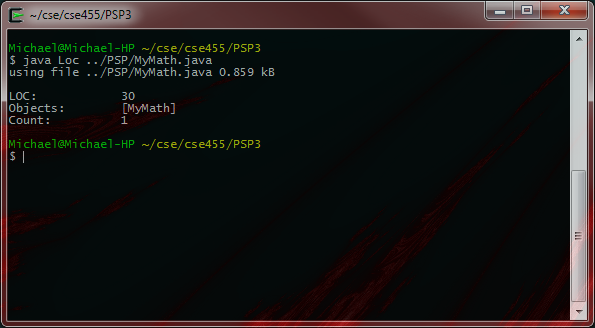 ~/cse/cse455/PSP3
Michael@Michael-HP ~/cse/cse455/PSP3
$ java Loc ../PSP/MyMath.java
using file ../PSP/MyMath.java 0.859 kB
LOC: 30
Objects: [MyMath]
Count: 1
Michael@Michael-HP ~/cse/cse455/PSP3
$